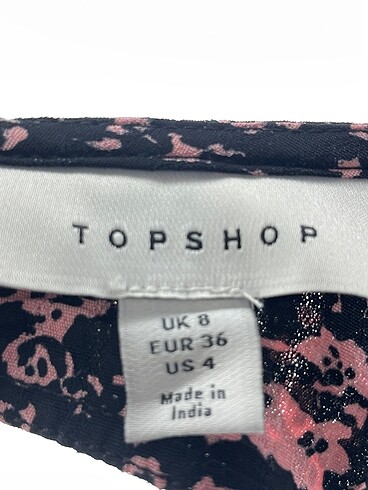 TOPSHOP
UK 8
EUR 36
US 4
Made in
India